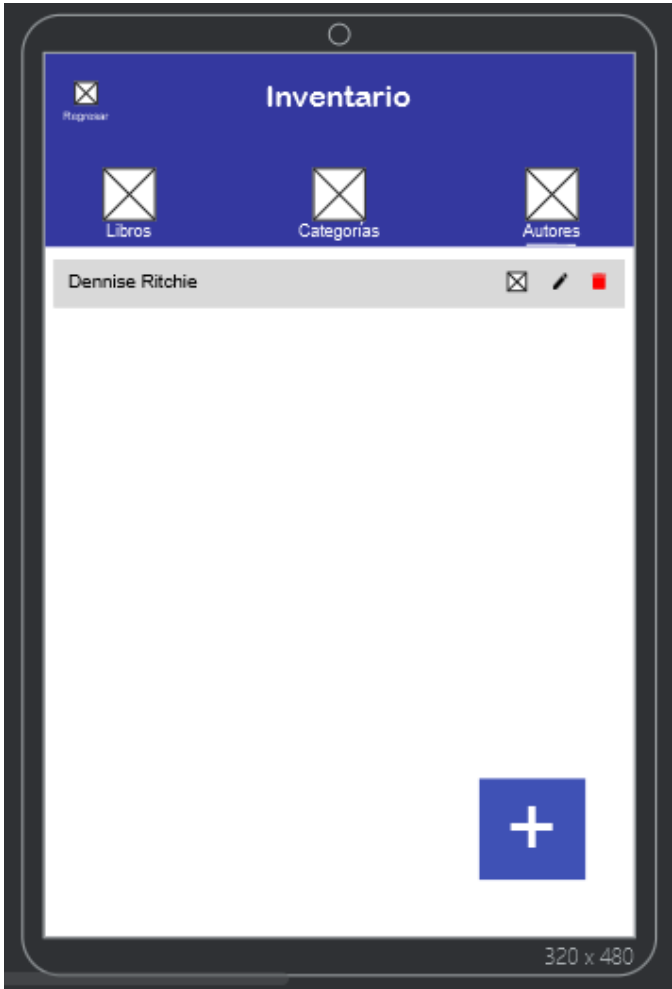 Inventario
Regresar
Libros
Categorías
Autores
Dennise Ritchie
320 x 480